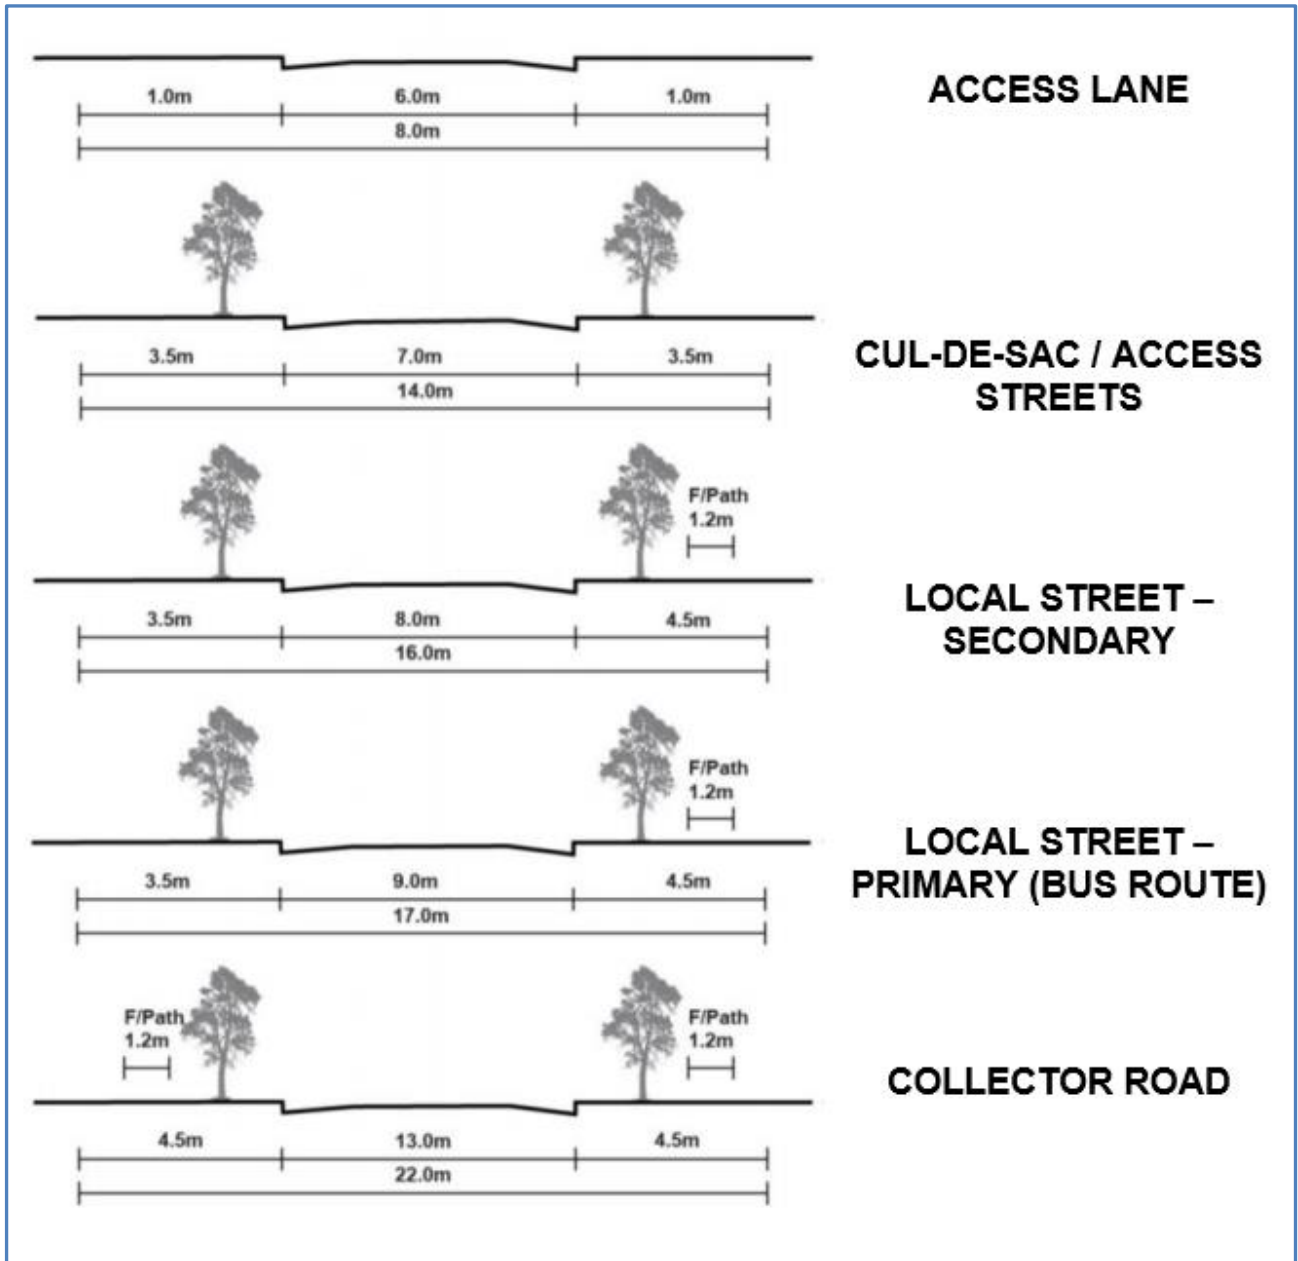 1.0m 6.0m 1.0m
8.0m
ACCESS LANE
3.5m 7.0m 3.5m
14.0m
CUL-DE-SAC / ACCESS
STREETS
F/Path
1.2m
3.5m 8.0m 4.5m
16.0m
LOCAL STREET –
SECONDARY
F/Path
1.2m
3.5m 9.0m 4.5m
17.0m
LOCAL STREET –
PRIMARY (BUS ROUTE)
F/Path
1.2m
F/Path
1.2m
4.5m 13.0m 4.5m
22.0m
COLLECTOR ROAD